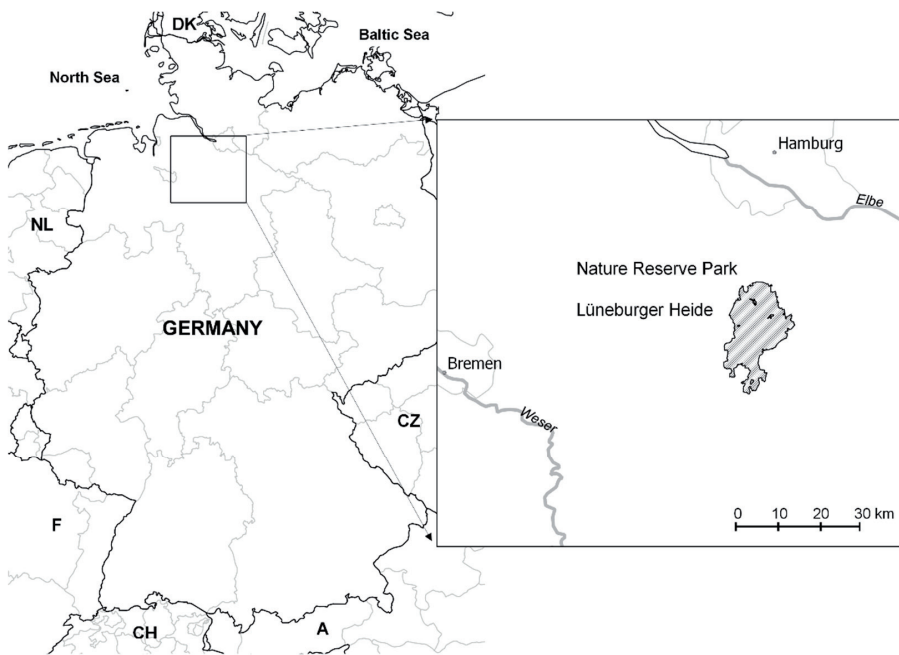 DK
Baltic Sea
North Sea
NL
GERMANY
CZ
F
CH
A
Hamburg
Elbe
Nature Reserve Park
Lüneburger Heide
Bremen
Weser
0 10 20 30 km